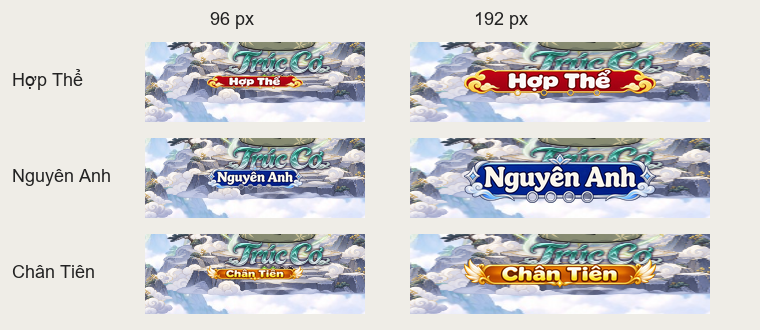 96 px 192 px
Hợp Thể
Trúc Cơ
Hợp Thể
Trúc Cơ
Hợp Thể
Nguyên Anh
Trúc Cơ
Nguyên Anh
Trúc Cơ
Nguyên Anh
Chân Tiên
Trúc Cơ
Chân Tiên
Trúc Cơ
Chân Tiên